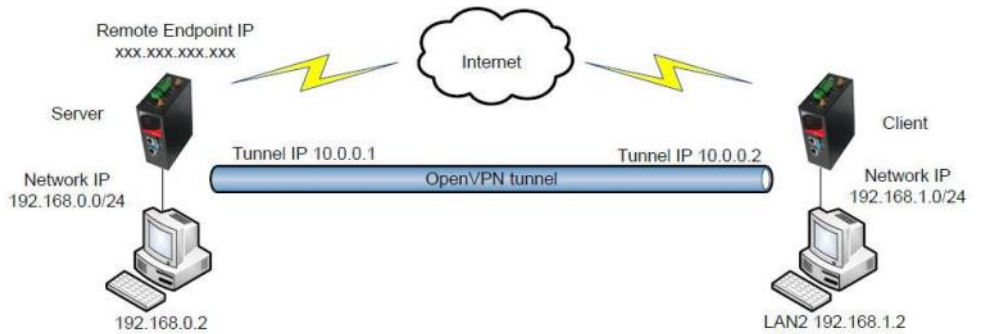 Remote Endpoint IP
xxx.xxx.xxx.xxx
Internet
Server
Client
Tunnel IP 10.0.0.1
Tunnel IP 10.0.0.2
OpenVPN tunnel
Network IP
192.168.0.0/24
Network IP
192.168.1.0/24
192.168.0.2
LAN2 192.168.1.2